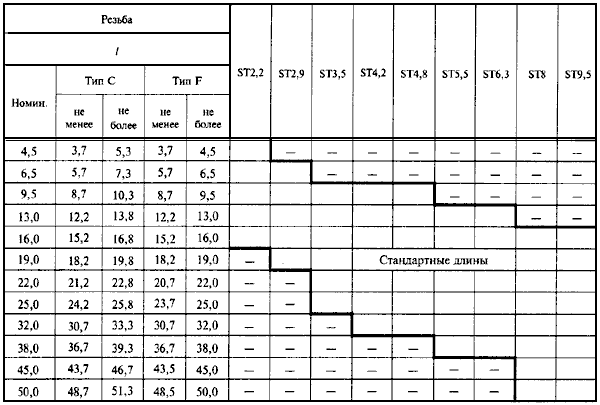 Резьба
l
Номин. Тип C Тип F ST2,2 ST2,9 ST3,5 ST4,2 ST4,8 ST5,5 ST6,3 ST8 ST9,5
не менее не более не менее не более
4,5 3,7 5,3 3,7 4,5 — — — — — — — —
6,5 5,7 7,3 5,7 6,5 — — — — — — —
9,5 8,7 10,3 8,7 9,5 — — — —
13,0 12,2 13,8 12,2 13,0 — —
16,0 15,2 16,8 15,2 16,0
19,0 18,2 19,8 18,2 19,0 — Стандартные длины
22,0 21,2 22,8 20,7 22,0 — —
25,0 24,2 25,8 23,7 25,0 — —
32,0 30,7 33,3 30,7 32,0 — — —
38,0 36,7 39,3 36,7 38,0 — — — — —
45,0 43,7 46,7 43,5 45,0 — — — — — — —
50,0 48,7 51,3 48,5 50,0 — — — — — — —